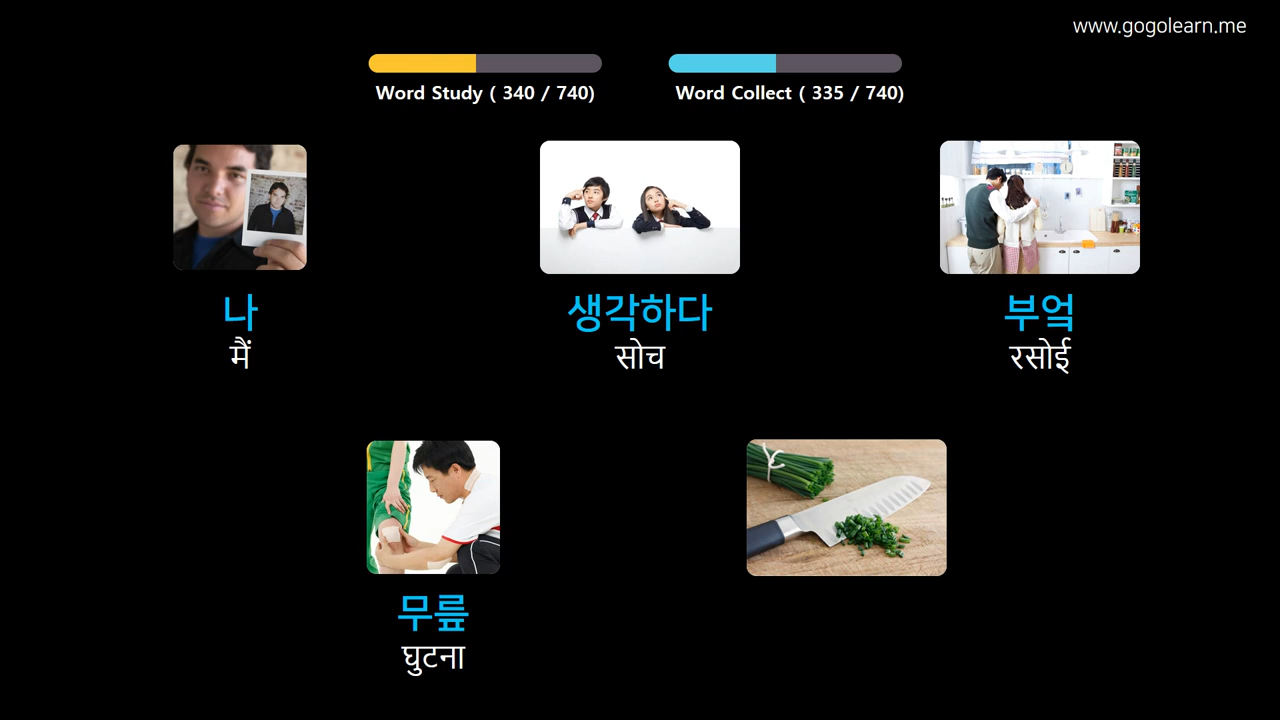 www.gogolearn.me
Word Study ( 340 / 740)
Word Collect ( 335 / 740)
나
मैं
생각하다
सोच
부엌
रसोई
무릎
घुटना